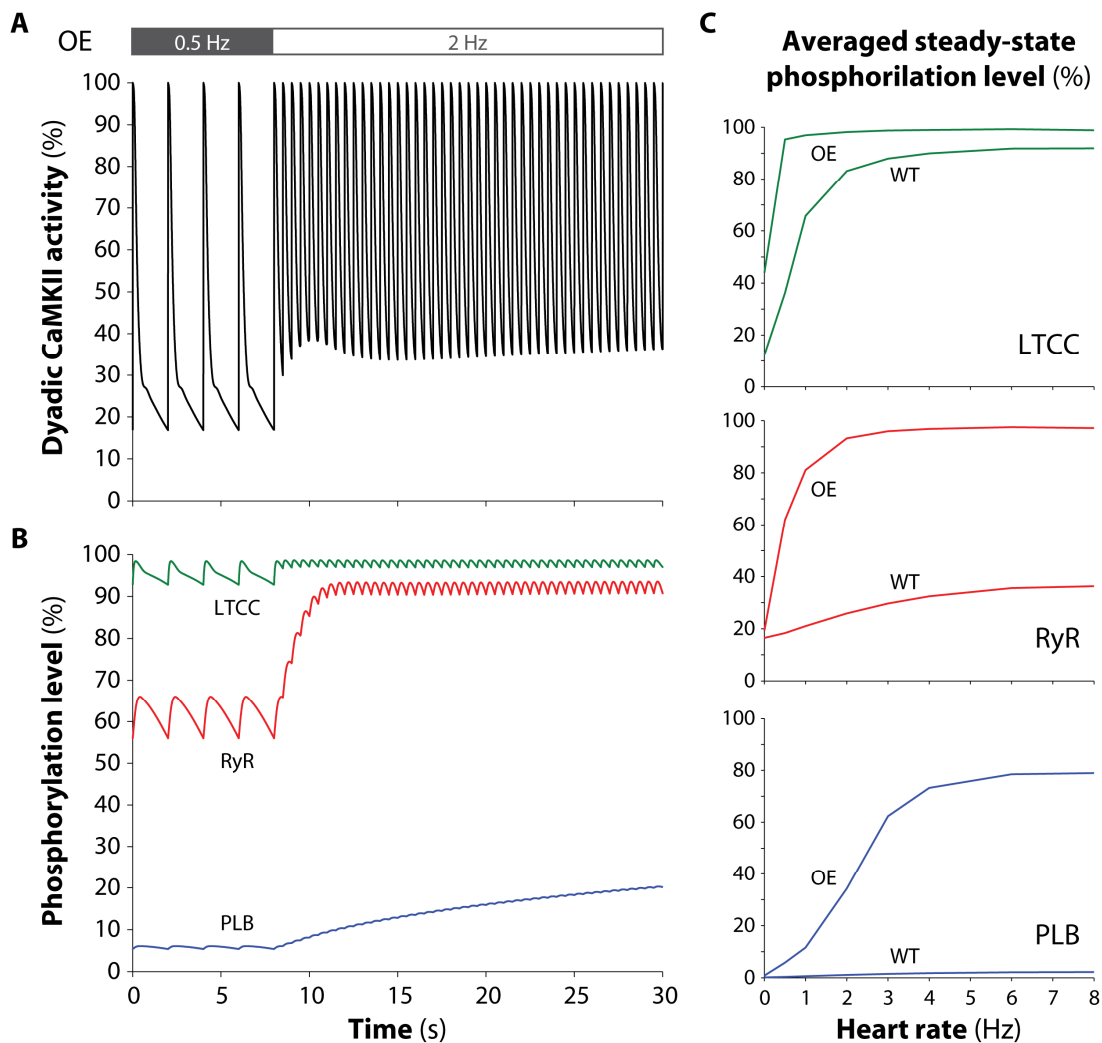 A
OE
0.5 Hz
2 Hz
Dyadic CaMKII activity (%)
100
90
80
70
60
50
40
30
20
10
0
B
Phosphorylation level (%)
100
90
80
70
60
50
40
30
20
10
0
LTCC
RyR
PLB
0
5
10
15
20
25
30
Time (s)
C
Averaged steady-state
phosphorilation level (%)
100
80
60
40
20
0
OE
WT
LTCC
100
80
60
40
20
0
OE
WT
RyR
100
80
60
40
20
0
OE
WT
PLB
0
1
2
3
4
5
6
7
8
Heart rate (Hz)